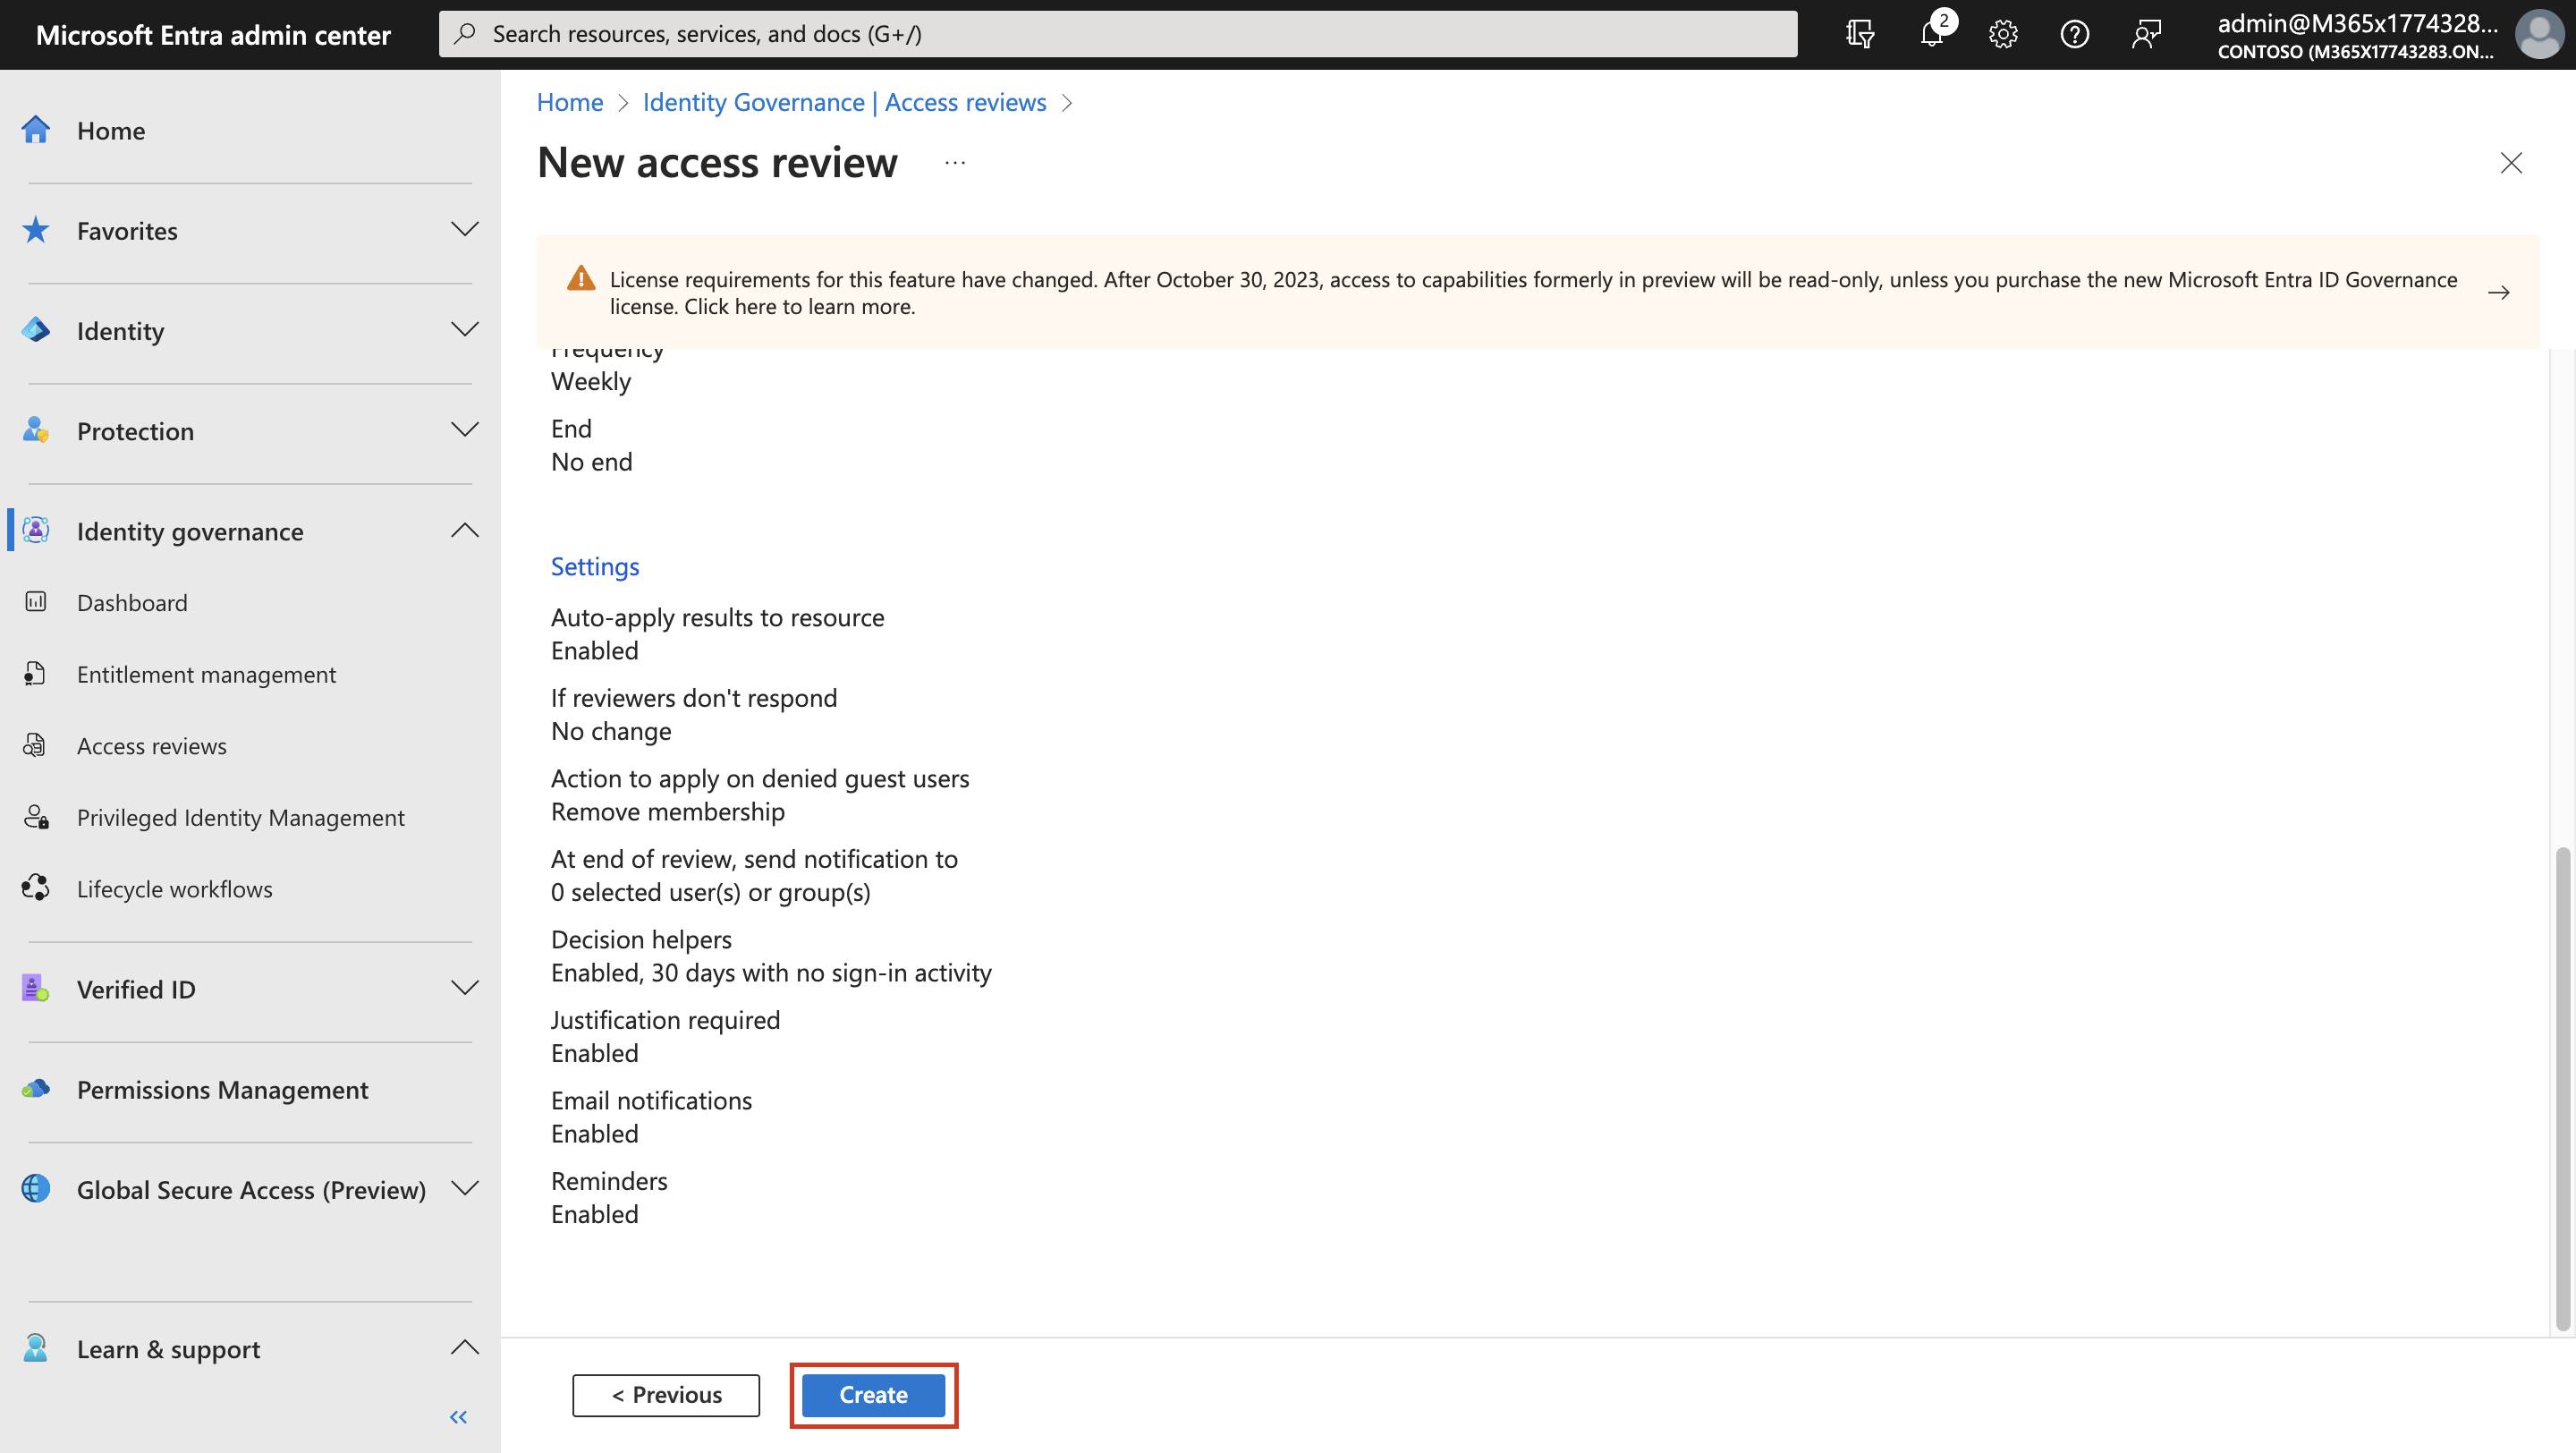 Microsoft Entra admin center
Search resources, services, and docs (G+/)
2
admin@M365x1774328...
CONTOSO (M365X17743283.ON...
Home
Favorites
Identity
Protection
Identity governance
Dashboard
Entitlement management
Access reviews
Privileged Identity Management
Lifecycle workflows
Verified ID
Permissions Management
Global Secure Access (Preview)
Learn & support
Home > Identity Governance | Access reviews >
New access review ...
License requirements for this feature have changed. After October 30, 2023, access to capabilities formerly in preview will be read-only, unless you purchase the new Microsoft Entra ID Governance
license. Click here to learn more.
Frequency
Weekly
End
No end
Settings
Auto-apply results to resource
Enabled
If reviewers don't respond
No change
Action to apply on denied guest users
Remove membership
At end of review, send notification to
0 selected user(s) or group(s)
Decision helpers
Enabled, 30 days with no sign-in activity
Justification required
Enabled
Email notifications
Enabled
Reminders
Enabled
< Previous
Create